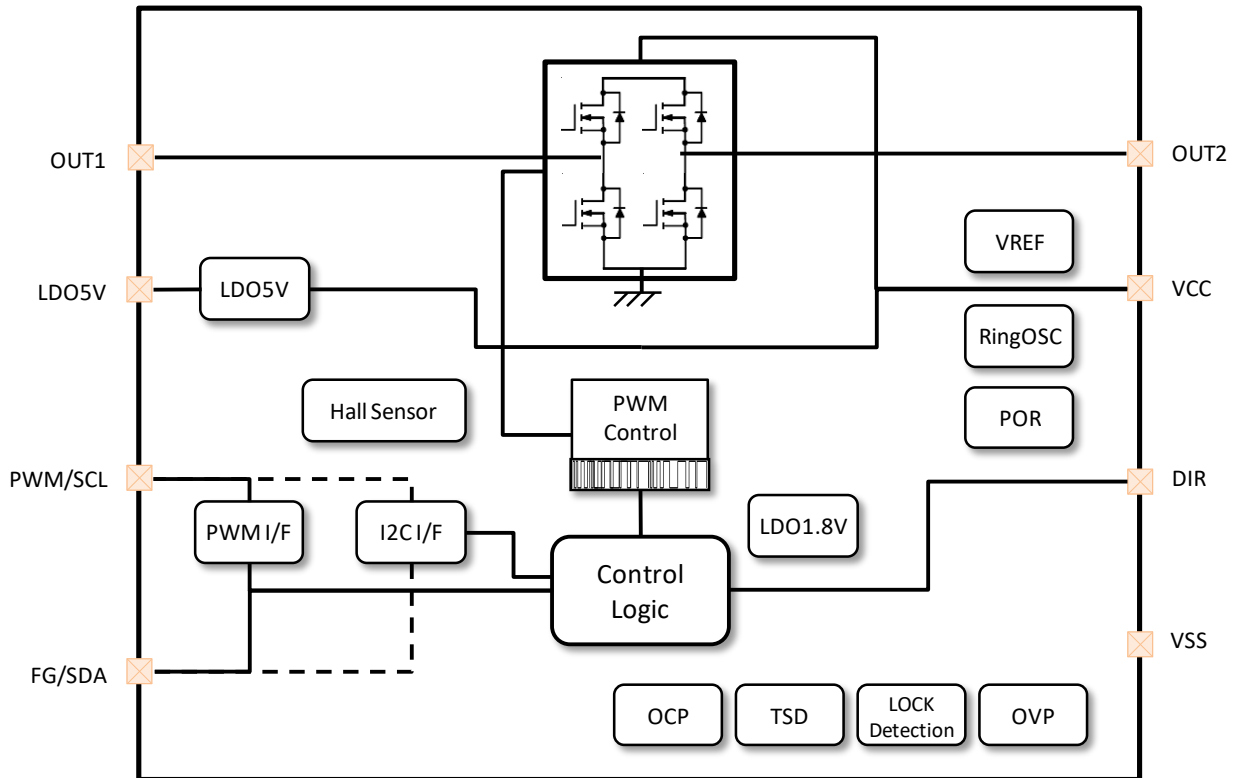 OUT1
OUT2
VREF
LDO5V
LDO5V
VCC
RingOSC
Hall Sensor
PWM
Control
POR
PWM/SCL
DIR
PWM I/F
I2C I/F
LDO1.8V
Control
Logic
VSS
FG/SDA
OCP
TSD
LOCK
Detection
OVP